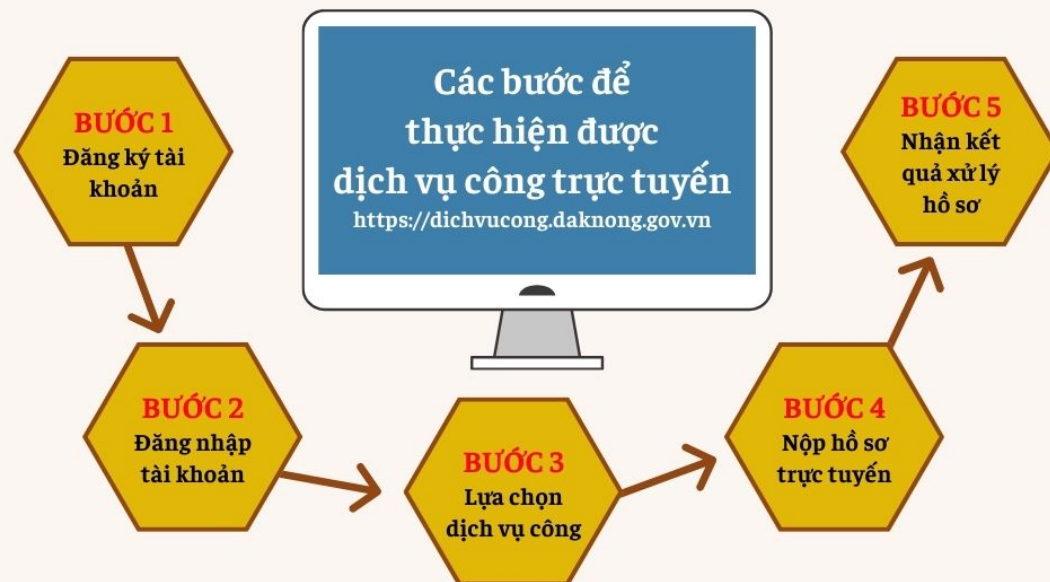 Các bước để
thực hiện được
dịch vụ công trực tuyến
https://dichvucong.daknong.gov.vn
BƯỚC 1
Đăng ký tài
khoản
BƯỚC 2
Đăng nhập
tài khoản
BƯỚC 3
Lựa chọn
dịch vụ công
BƯỚC 4
Nộp hồ sơ
trực tuyến
BƯỚC 5
Nhận kết
quả xử lý
hồ sơ